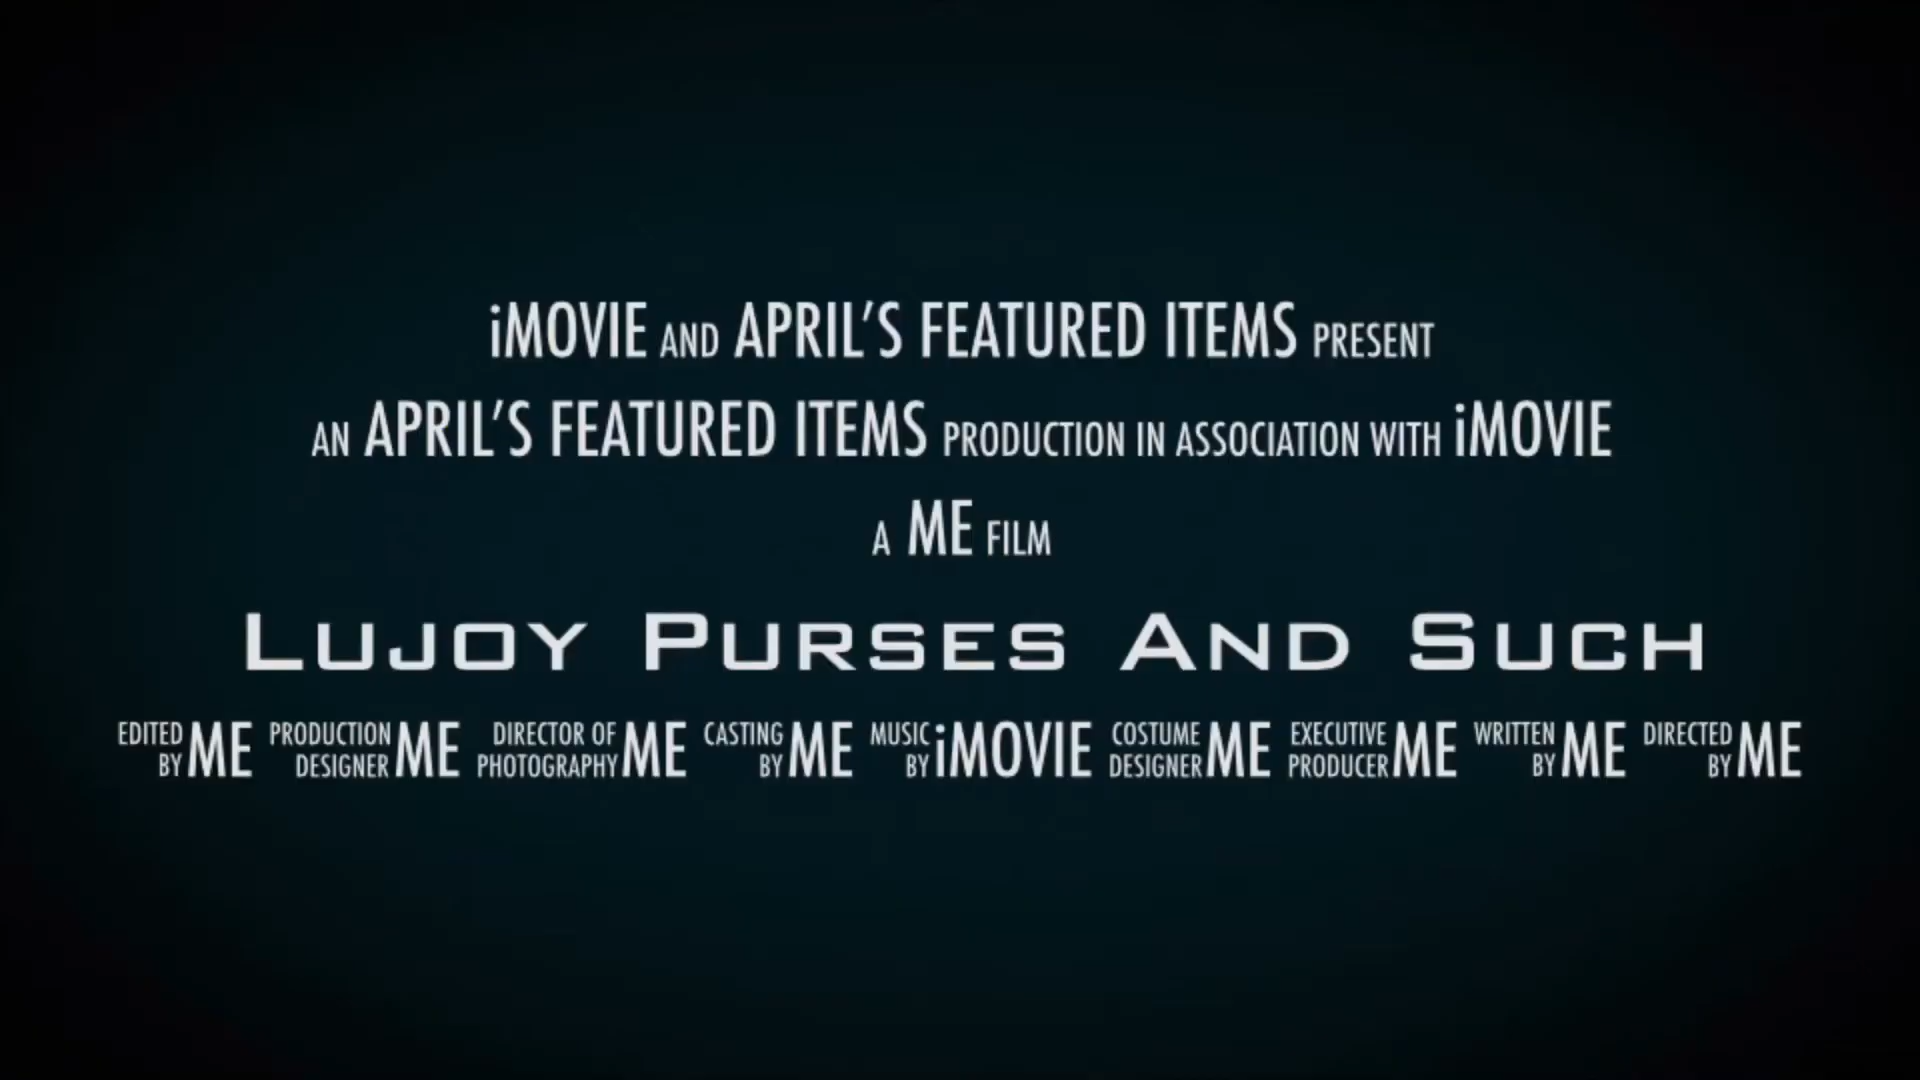 iMOVIE AND APRIL'S FEATURED ITEMS PRESENT
AN APRIL'S FEATURED ITEMS PRODUCTION IN ASSOCIATION WITH iMOVIE
A ME FILM
LUJOY PURSES AND SUCH
EDITED BY ME PRODUCTION DESIGNER ME DIRECTOR OF PHOTOGRAPHY ME CASTING BY ME MUSIC BY iMOVIE COSTUME DESIGNER ME EXECUTIVE PRODUCER ME WRITTEN BY ME DIRECTED BY ME